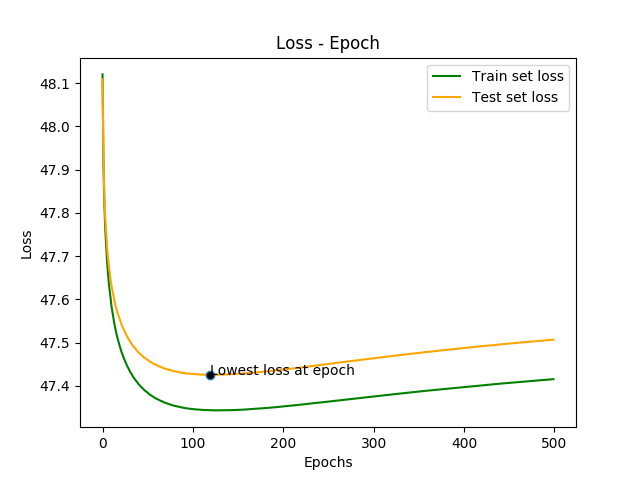 Loss - Epoch
Train set loss
Test set loss
48.1
48.0
47.9
47.8
47.7
47.6
47.5
47.4
Loss
Lowest loss at epoch
0 100 200 300 400 500
Epochs